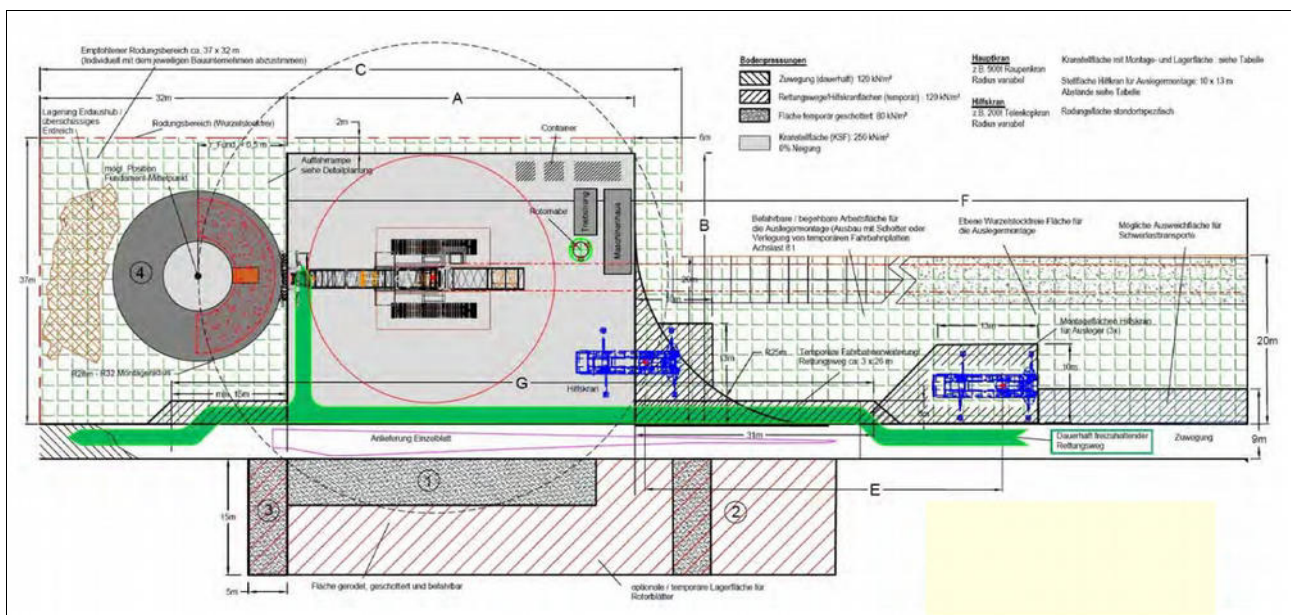 Empfohlener Rodungsbereich ca. 37 x 32 m
(Individuell mit dem jeweiligen Bauunternehmen abzustimmen)
C
32m
A
Lagerung Erdaushub /
überschüssiges
Erdreich
Rodungsbereich (Wurzelstockfrei)
2m
r_Fund. + 0,5 m
Container
6m
mögl. Position
Fundament-Mittelpunkt
Auffahrrampe
siehe Detailplanung
Bodenpressungen
Zuwegung (dauerhaft): 120 kN/m²
Rettungswege/Hilfskranflächen (temporär) : 120 kN/m²
Fläche temporär geschottert: 80 kN/m²
Kranstellfläche (KSF): 250 kN/m²
0% Neigung
Hauptkran
z.B. 900t Raupenkran
Radius variabel
Hilfskran
z.B. 200t Teleskopkran
Radius variabel
Kranstellfläche mit Montage- und Lagerfläche : siehe Tabelle
Stellfläche Hilfskran für Auslegermontage: 10 x 13 m
Abstände siehe Tabelle
Rodungsfläche standortspezifisch
Rotornabe
Triebstrang
Maschinenhaus
B
F
Befahrbare / begehbare Arbeitsfläche für
die Auslegermontage (Ausbau mit Schotter oder
Verlegung von temporären Fahrbahnplatten
Achslast 8 t
Ebene Wurzelstockfreie Fläche für
die Auslegermontage
Mögliche Ausweichfläche für
Schwerlasttransporte
37m
4
20m
13m
Montageflächen Hilfskran
für Ausleger (3x)
20m
R28m - R32 Montageradius
min. 15m
G
Hilfskran
R25m
Temporäre Fahrbahnerweiterung/
Rettungsweg ca. 3 x 26 m
10m
Anlieferung Einzelblatt
31m
Dauerhaft freizuhaltender
Rettungsweg
Zuwegung
9m
1
E
15m
3
2
5m
Fläche gerodet, geschottert und befahrbar
optionale / temporäre Lagerfläche für
Rotorblätter